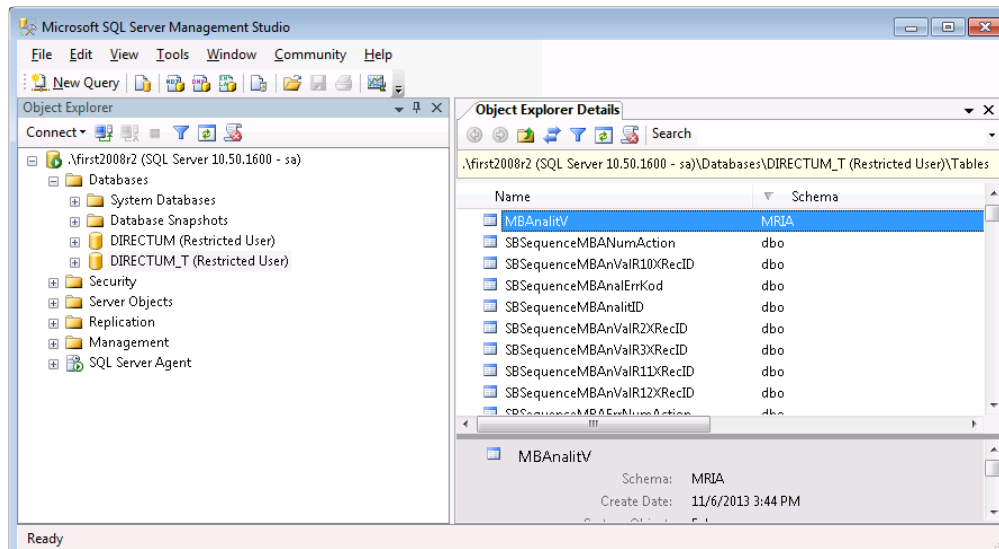 Microsoft SQL Server Management Studio
File Edit View Tools Window Community Help
New Query
Object Explorer
Connect
.\first2008r2 (SQL Server 10.50.1600 - sa)
Databases
System Databases
Database Snapshots
DIRECTUM (Restricted User)
DIRECTUM_T (Restricted User)
Security
Server Objects
Replication
Management
SQL Server Agent
Object Explorer Details
Search
.\first2008r2 (SQL Server 10.50.1600 - sa)\Databases\DIRECTUM_T (Restricted User)\Tables
Name Schema
MBAnalitV MRIA
SBSequenceMBANumAction dbo
SBSequenceMBAnValR10XRecID dbo
SBSequenceMBAnalErrKod dbo
SBSequenceMBAnalitID dbo
SBSequenceMBAnValR2XRecID dbo
SBSequenceMBAnValR3XRecID dbo
SBSequenceMBAnValR11XRecID dbo
SBSequenceMBAnValR12XRecID dbo
SBSequenceMBAErrNumAction dbo
MBAnalitV
Schema: MRIA
Create Date: 11/6/2013 3:44 PM
Ready